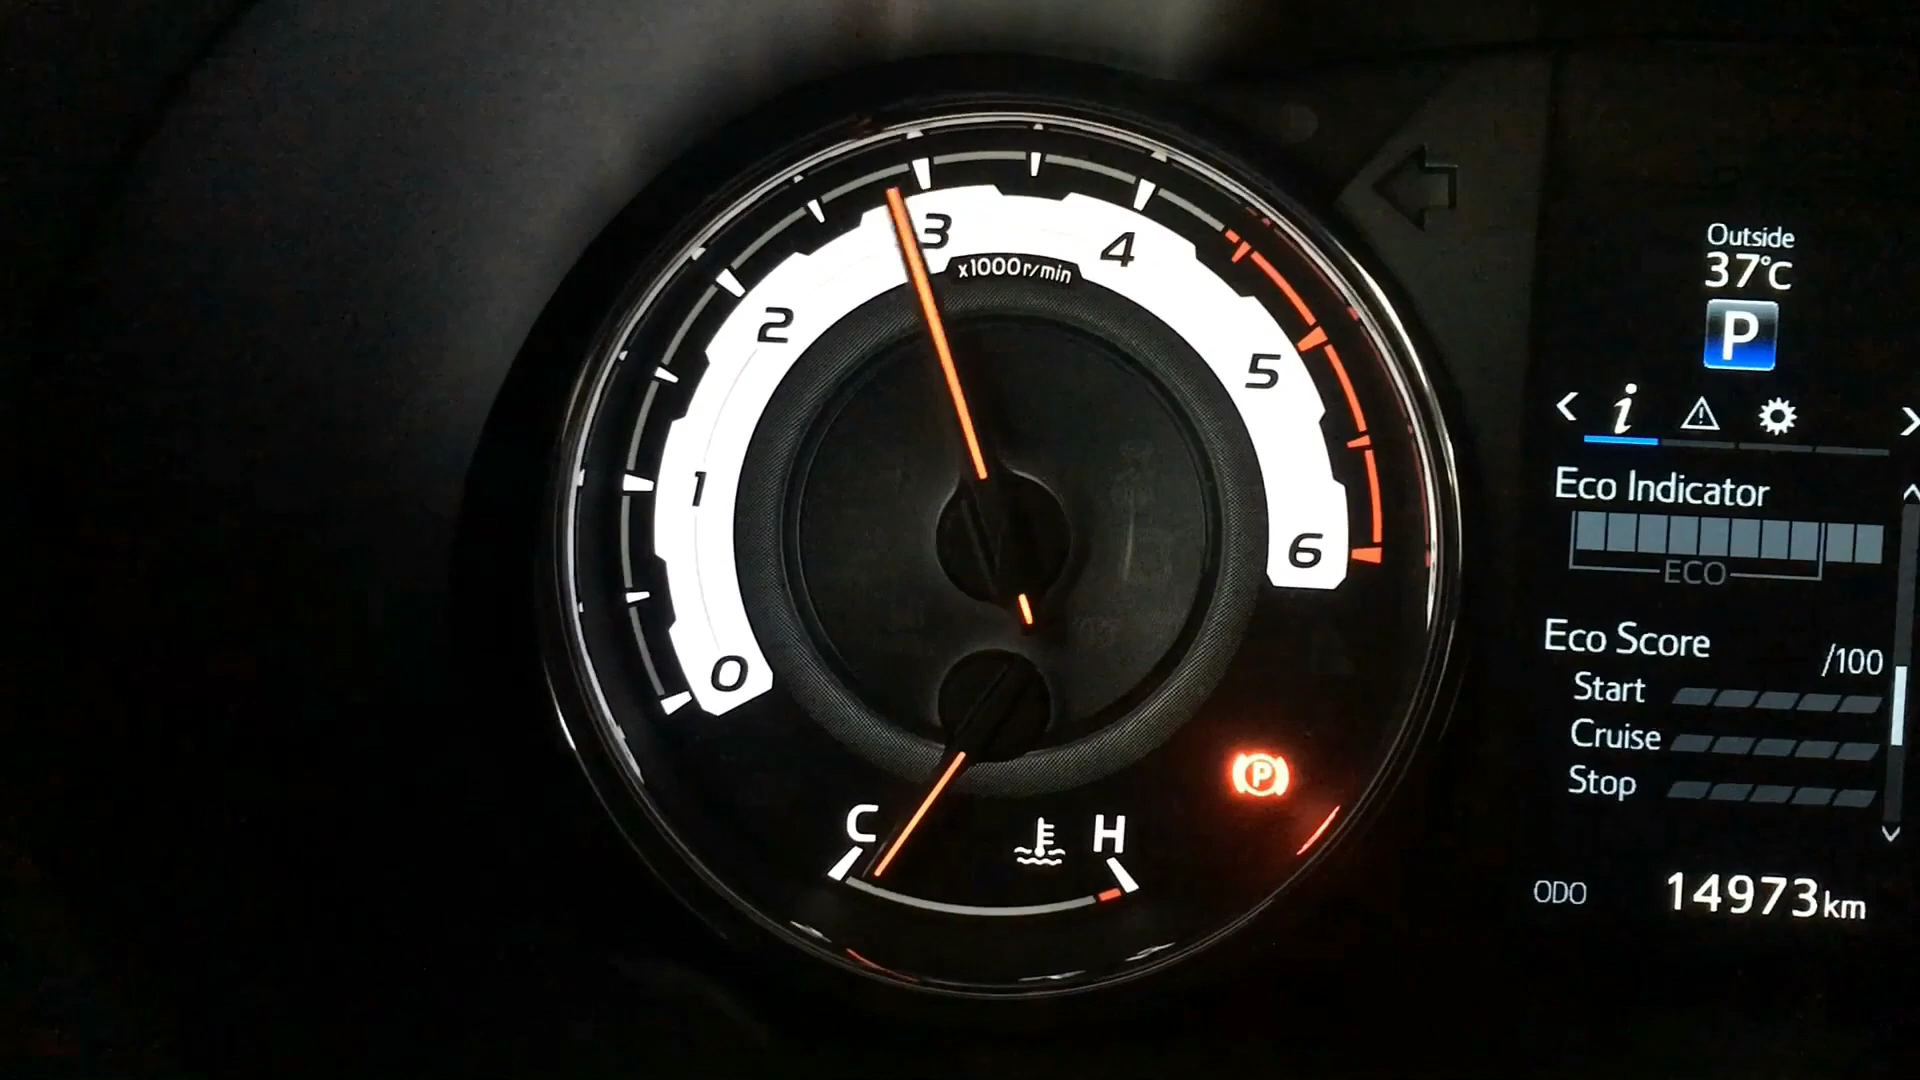 0
1
2
3
4
5
6
x1000r/min
C
H
P
Outside
37°C
P
i
Eco Indicator
ECO
Eco Score
/100
Start
Cruise
Stop
ODO 14973km